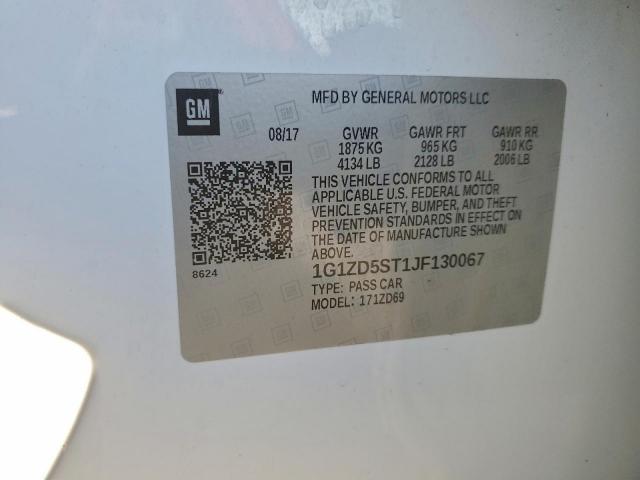 GM
MFD BY GENERAL MOTORS LLC
08/17 GVWR GAWR FRT GAWR RR
1875 KG 965 KG 910 KG
4134 LB 2128 LB 2006 LB
THIS VEHICLE CONFORMS TO ALL
APPLICABLE U.S. FEDERAL MOTOR
VEHICLE SAFETY, BUMPER, AND THEFT
PREVENTION STANDARDS IN EFFECT ON
THE DATE OF MANUFACTURE SHOWN
ABOVE.
8624
1G1ZD5ST1JF130067
TYPE: PASS CAR
MODEL: 171ZD69